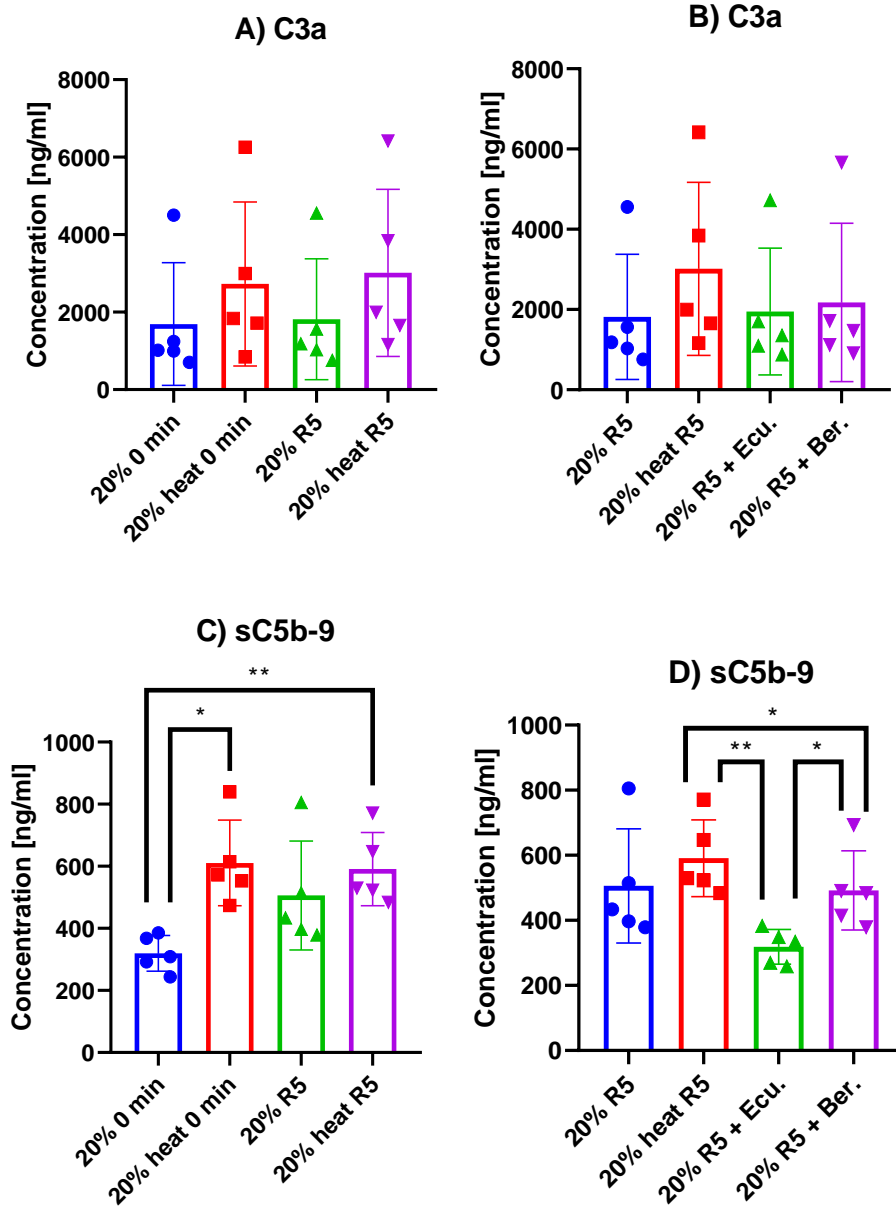 A) C3a
Concentration [ng/ml]
8000
6000
4000
2000
0
20% 0 min
20% heat 0 min
20% R5
20% heat R5
B) C3a
Concentration [ng/ml]
8000
6000
4000
2000
0
20% R5
20% heat R5
20% R5 + Ecu.
20% R5 + Ber.
C) sC5b-9
**
*
Concentration [ng/ml]
1000
800
600
400
200
0
20% 0 min
20% heat 0 min
20% R5
20% heat R5
D) sC5b-9
*
** *
Concentration [ng/ml]
1000
800
600
400
200
0
20% R5
20% heat R5
20% R5 + Ecu.
20% R5 + Ber.